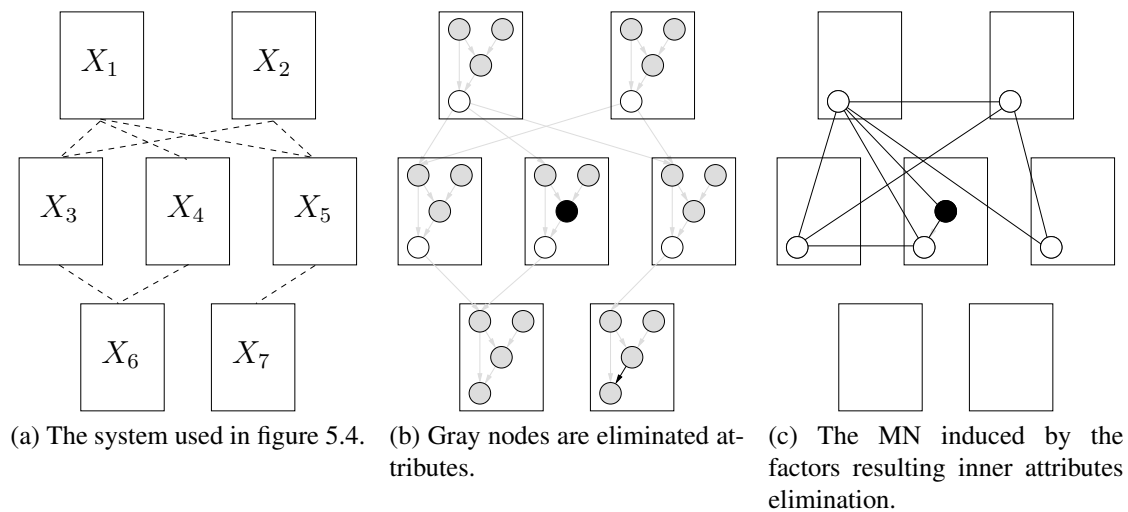 X1
X2
X3
X4
X5
X6
X7
(a) The system used in figure 5.4.
(b) Gray nodes are eliminated at-
tributes.
(c) The MN induced by the
factors resulting inner attributes
elimination.